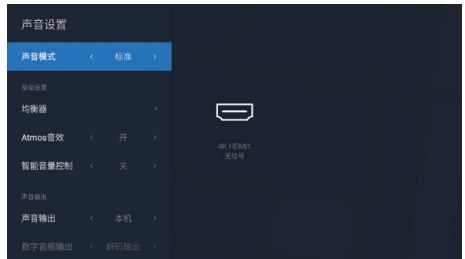 声音设置
声音模式 < 标准 >
基础设置
均衡器 >
Atmos音效 < 开 >
智能音量控制 < 关 >
声音输出
声音输出 < 本机 >
数字音频输出 < 解码输出 >
4K HDMI1
无信号